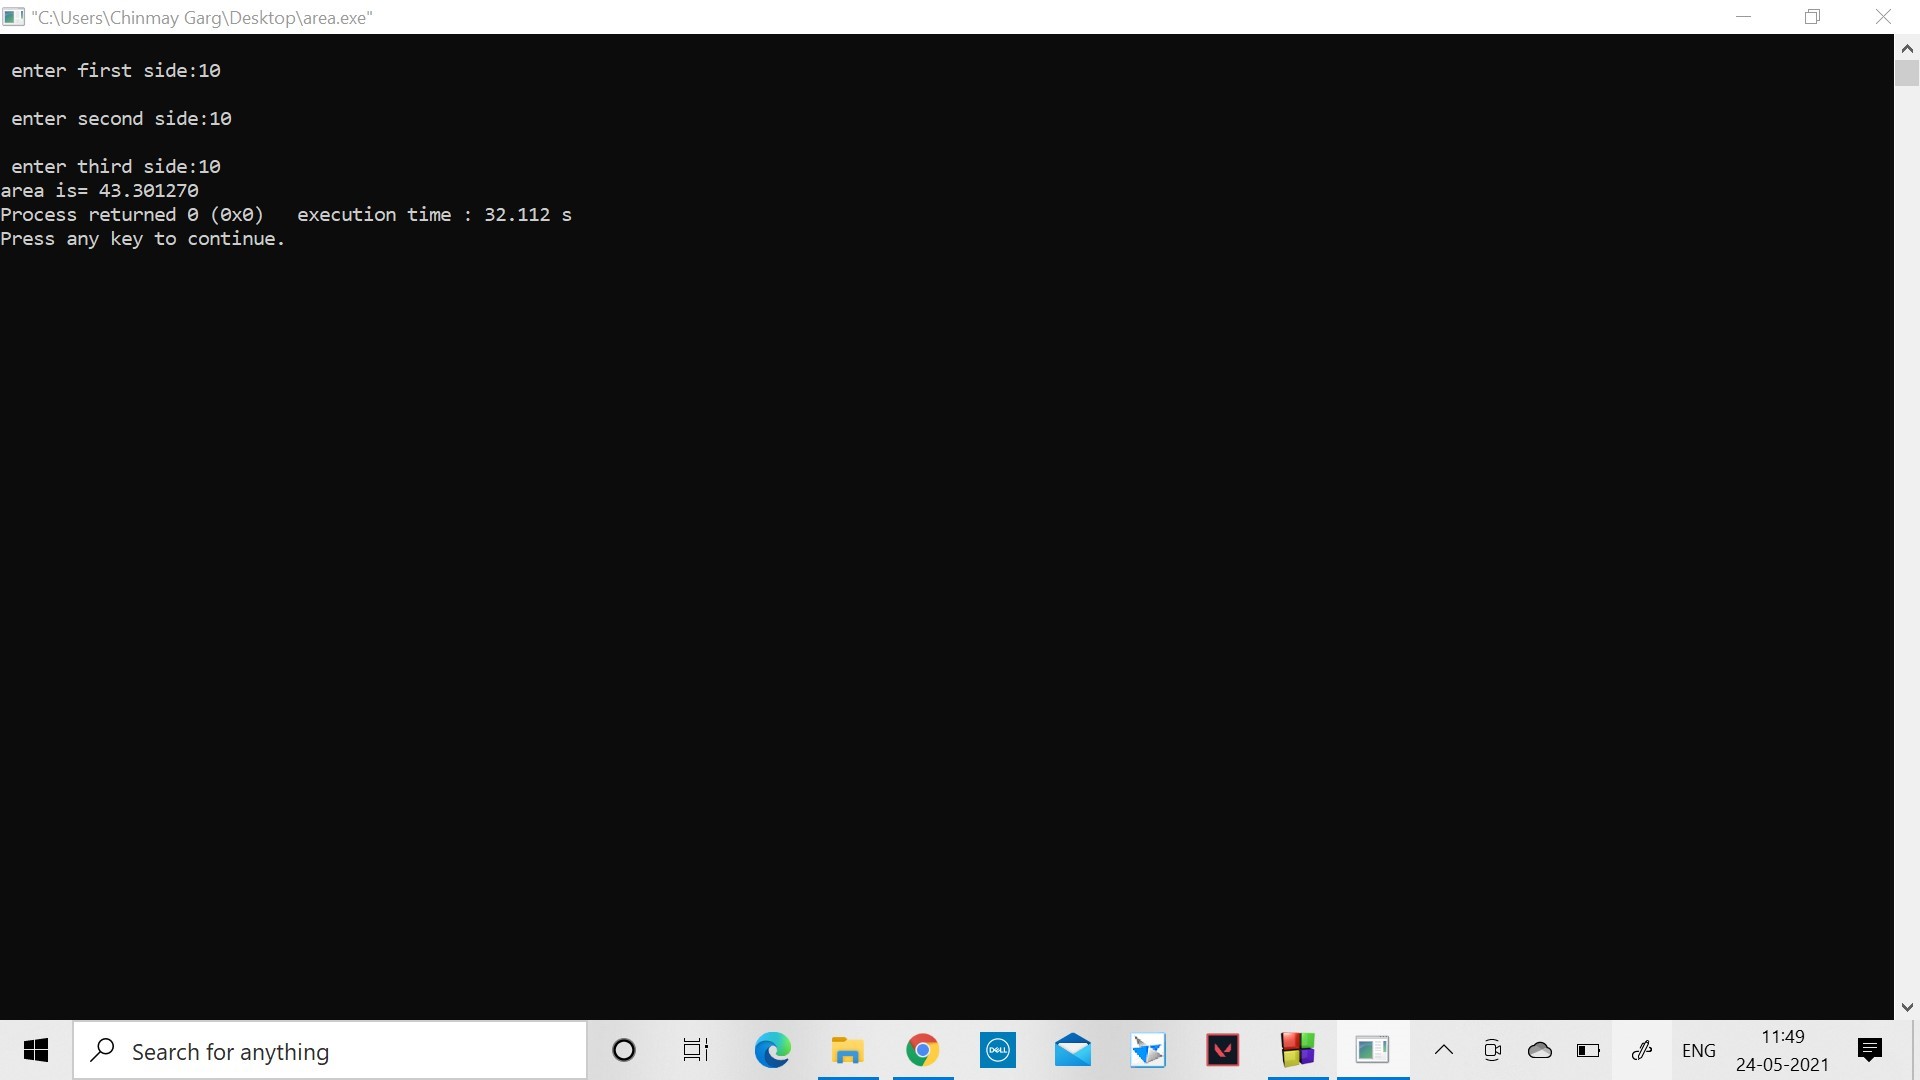 "C:\Users\Chinmay Garg\Desktop\area.exe"
enter first side:10
enter second side:10
enter third side:10
area is= 43.301270
Process returned 0 (0x0)   execution time : 32.112 s
Press any key to continue.
Search for anything
DELL
ENG
11:49
24-05-2021